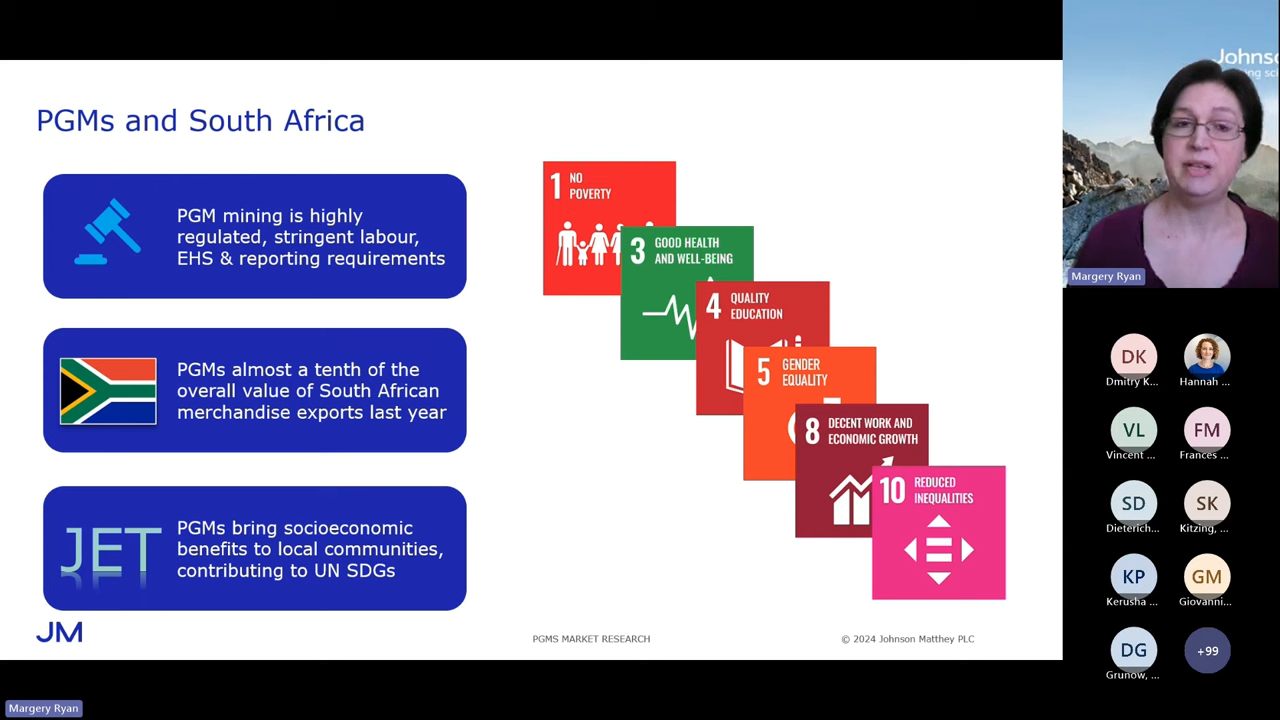 PGMs and South Africa
PGM mining is highly
regulated, stringent labour,
EHS & reporting requirements
PGMs almost a tenth of the
overall value of South African
merchandise exports last year
JET
PGMs bring socioeconomic
benefits to local communities,
contributing to UN SDGs
1 NO
POVERTY
3 GOOD HEALTH
AND WELL-BEING
4 QUALITY
EDUCATION
5 GENDER
EQUALITY
8 DECENT WORK AND
ECONOMIC GROWTH
10 REDUCED
INEQUALITIES
JM
PGMS MARKET RESEARCH
© 2024 Johnson Matthey PLC
Johns
Margery Ryan
DK
Dmitry K...
Hannah ...
VL
Vincent ...
FM
Frances ...
SD
Dieterich...
SK
Kitzing, ...
KP
Kerusha ...
GM
Giovanni...
DG
Grunow, ...
+99
Margery Ryan